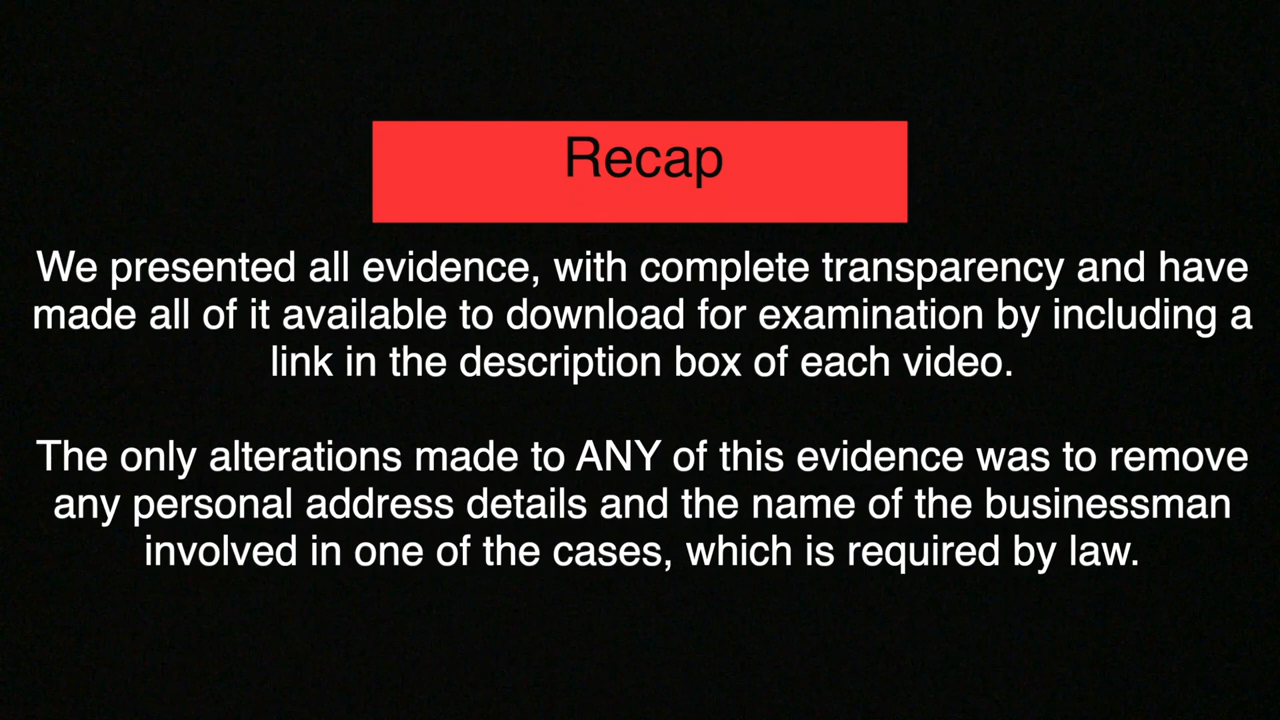 Recap
We presented all evidence, with complete transparency and have
made all of it available to download for examination by including a
link in the description box of each video.
The only alterations made to ANY of this evidence was to remove
any personal address details and the name of the businessman
involved in one of the cases, which is required by law.